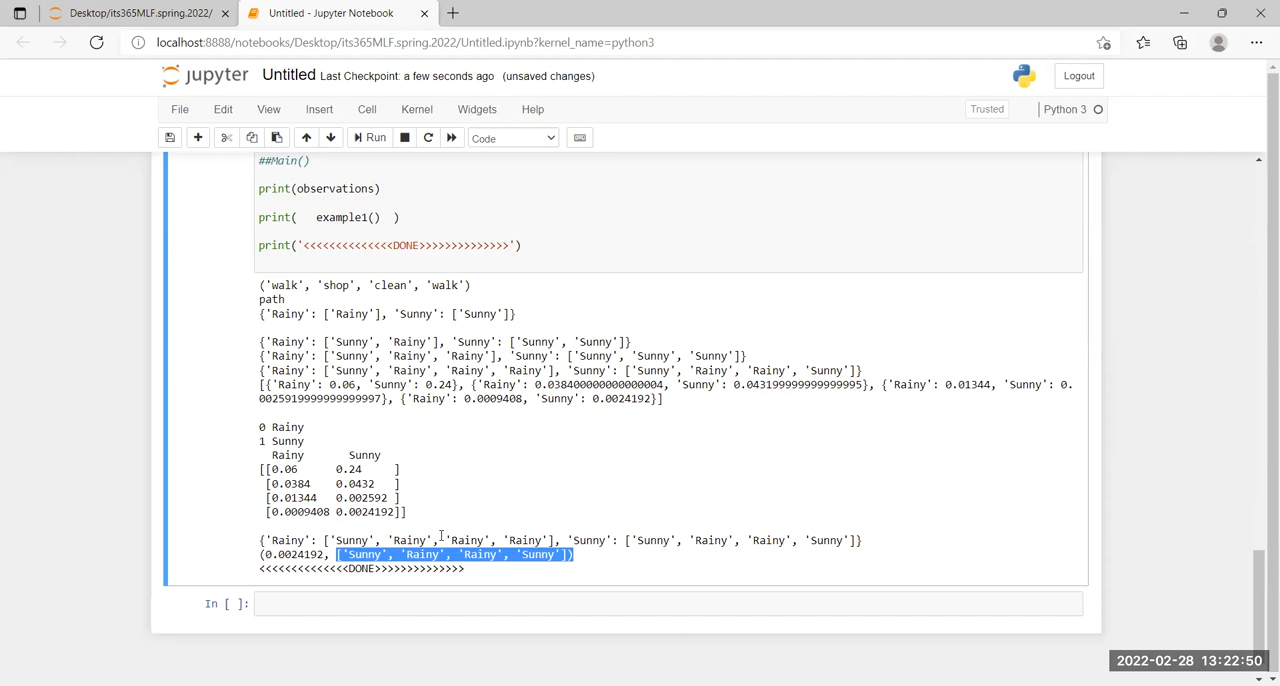 Desktop/its365MLF.spring.2022/
Untitled - Jupyter Notebook
localhost:8888/notebooks/Desktop/its365MLF.spring.2022/Untitled.ipynb?kernel_name=python3
jupyter Untitled Last Checkpoint: a few seconds ago (unsaved changes)
Logout
File Edit View Insert Cell Kernel Widgets Help
Trusted
Python 3
Run
Code
##Main()
print(observations)
print(   example1()  )
print('<<<<<<<<<<<<<<DONE>>>>>>>>>>>>>>')
('walk', 'shop', 'clean', 'walk')
path
{'Rainy': ['Rainy'], 'Sunny': ['Sunny']}
{'Rainy': ['Sunny', 'Rainy'], 'Sunny': ['Sunny', 'Sunny']}
{'Rainy': ['Sunny', 'Rainy', 'Rainy'], 'Sunny': ['Sunny', 'Sunny', 'Sunny']}
{'Rainy': ['Sunny', 'Rainy', 'Rainy', 'Rainy'], 'Sunny': ['Sunny', 'Rainy', 'Rainy', 'Sunny']}
[{'Rainy': 0.06, 'Sunny': 0.24}, {'Rainy': 0.038400000000000004, 'Sunny': 0.043199999999999995}, {'Rainy': 0.01344, 'Sunny': 0.
0025919999999999997}, {'Rainy': 0.0009408, 'Sunny': 0.0024192}]
0 Rainy
1 Sunny
Rainy Sunny
[[0.06 0.24 ]
[0.0384 0.0432 ]
[0.01344 0.002592 ]
[0.0009408 0.0024192]]
{'Rainy': ['Sunny', 'Rainy', 'Rainy', 'Rainy'], 'Sunny': ['Sunny', 'Rainy', 'Rainy', 'Sunny']}
(0.0024192, ['Sunny', 'Rainy', 'Rainy', 'Sunny'])
<<<<<<<<<<<<<<DONE>>>>>>>>>>>>>>
In [ ]:
2022-02-28 13:22:50